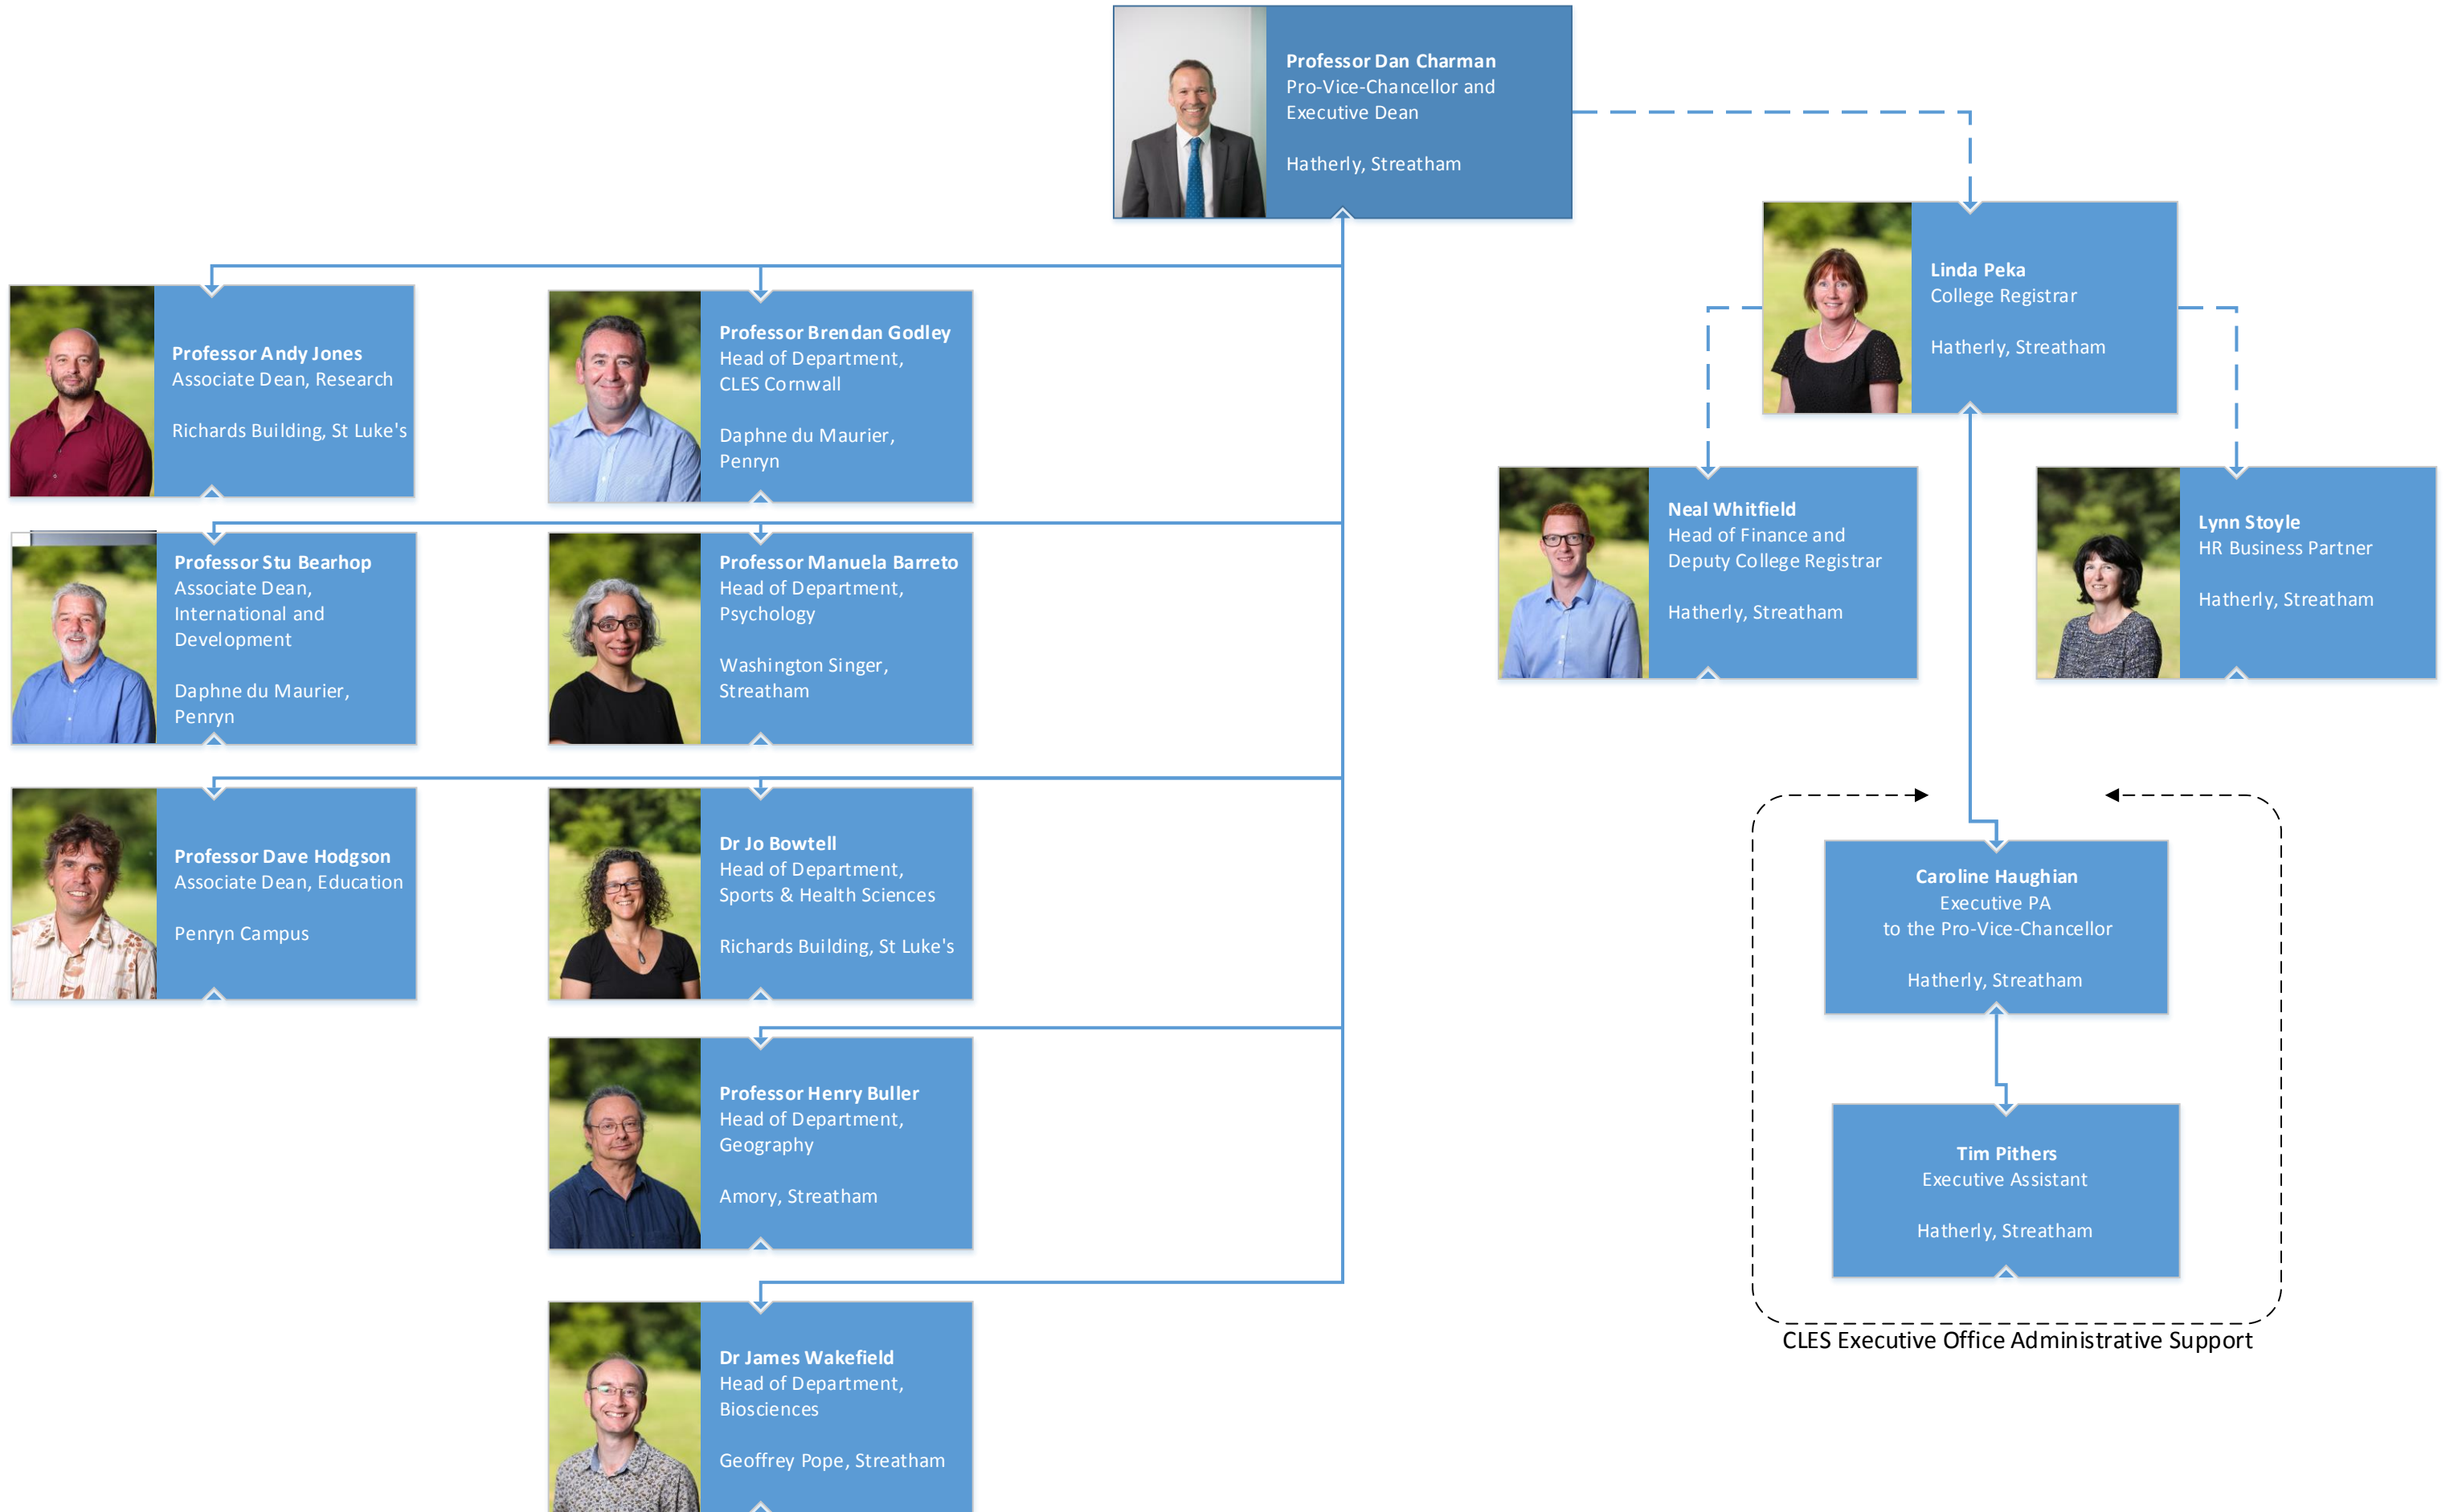 Professor Dan Charman
Pro-Vice-Chancellor and
Executive Dean
Hatherly, Streatham
Linda Peka
College Registrar
Hatherly, Streatham
Professor Andy Jones
Associate Dean, Research
Richards Building, St Luke's
Professor Brendan Godley
Head of Department,
CLES Cornwall
Daphne du Maurier,
Penryn
Neal Whitfield
Head of Finance and
Deputy College Registrar
Hatherly, Streatham
Lynn Stoyle
HR Business Partner
Hatherly, Streatham
Professor Stu Bearhop
Associate Dean,
International and
Development
Daphne du Maurier,
Penryn
Professor Manuela Barreto
Head of Department,
Psychology
Washington Singer,
Streatham
Professor Dave Hodgson
Associate Dean, Education
Penryn Campus
Dr Jo Bowtell
Head of Department,
Sports & Health Sciences
Richards Building, St Luke's
Caroline Haughian
Executive PA
to the Pro-Vice-Chancellor
Hatherly, Streatham
Professor Henry Buller
Head of Department,
Geography
Amory, Streatham
Tim Pithers
Executive Assistant
Hatherly, Streatham
CLES Executive Office Administrative Support
Dr James Wakefield
Head of Department,
Biosciences
Geoffrey Pope, Streatham